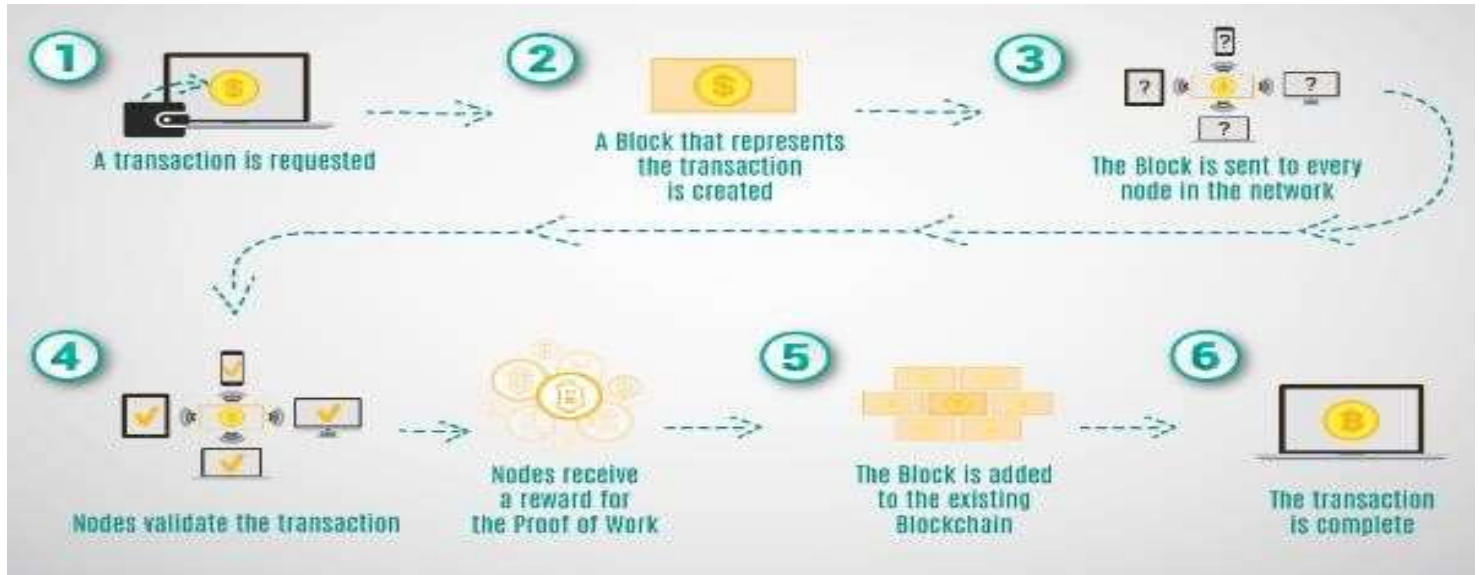 1
A transaction is requested
2
A Block that represents
the transaction
is created
3
?
?
?
?
The Block is sent to every
node in the network
4
Nodes validate the transaction
Nodes receive
a reward for
the Proof of Work
5
The Block is added
to the existing
Blockchain
6
The transaction
is complete